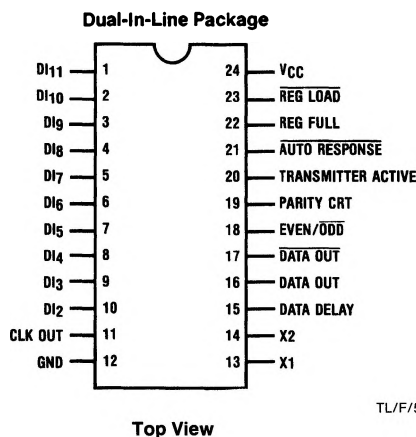 Dual-In-Line Package
DI11 1 24 VCC
DI10 2 23 REG LOAD
DI9 3 22 REG FULL
DI8 4 21 AUTO RESPONSE
DI7 5 20 TRANSMITTER ACTIVE
DI6 6 19 PARITY CRT
DI5 7 18 EVEN/ODD
DI4 8 17 DATA OUT
DI3 9 16 DATA OUT
DI2 10 15 DATA DELAY
CLK OUT 11 14 X2
GND 12 13 X1
TL/F/5
Top View